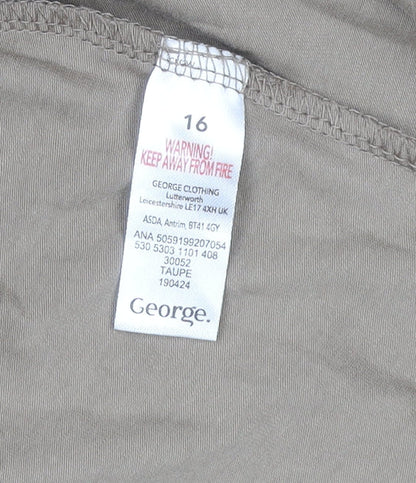 16
WARNING!
KEEP AWAY FROM FIRE
GEORGE CLOTHING
Lutterworth
Leicestershire LE17 4XH UK
ASDA, Antrim, BT41 4GY
ANA 5059199207054
530 5303 1101 408
30052
TAUPE
190424
George.